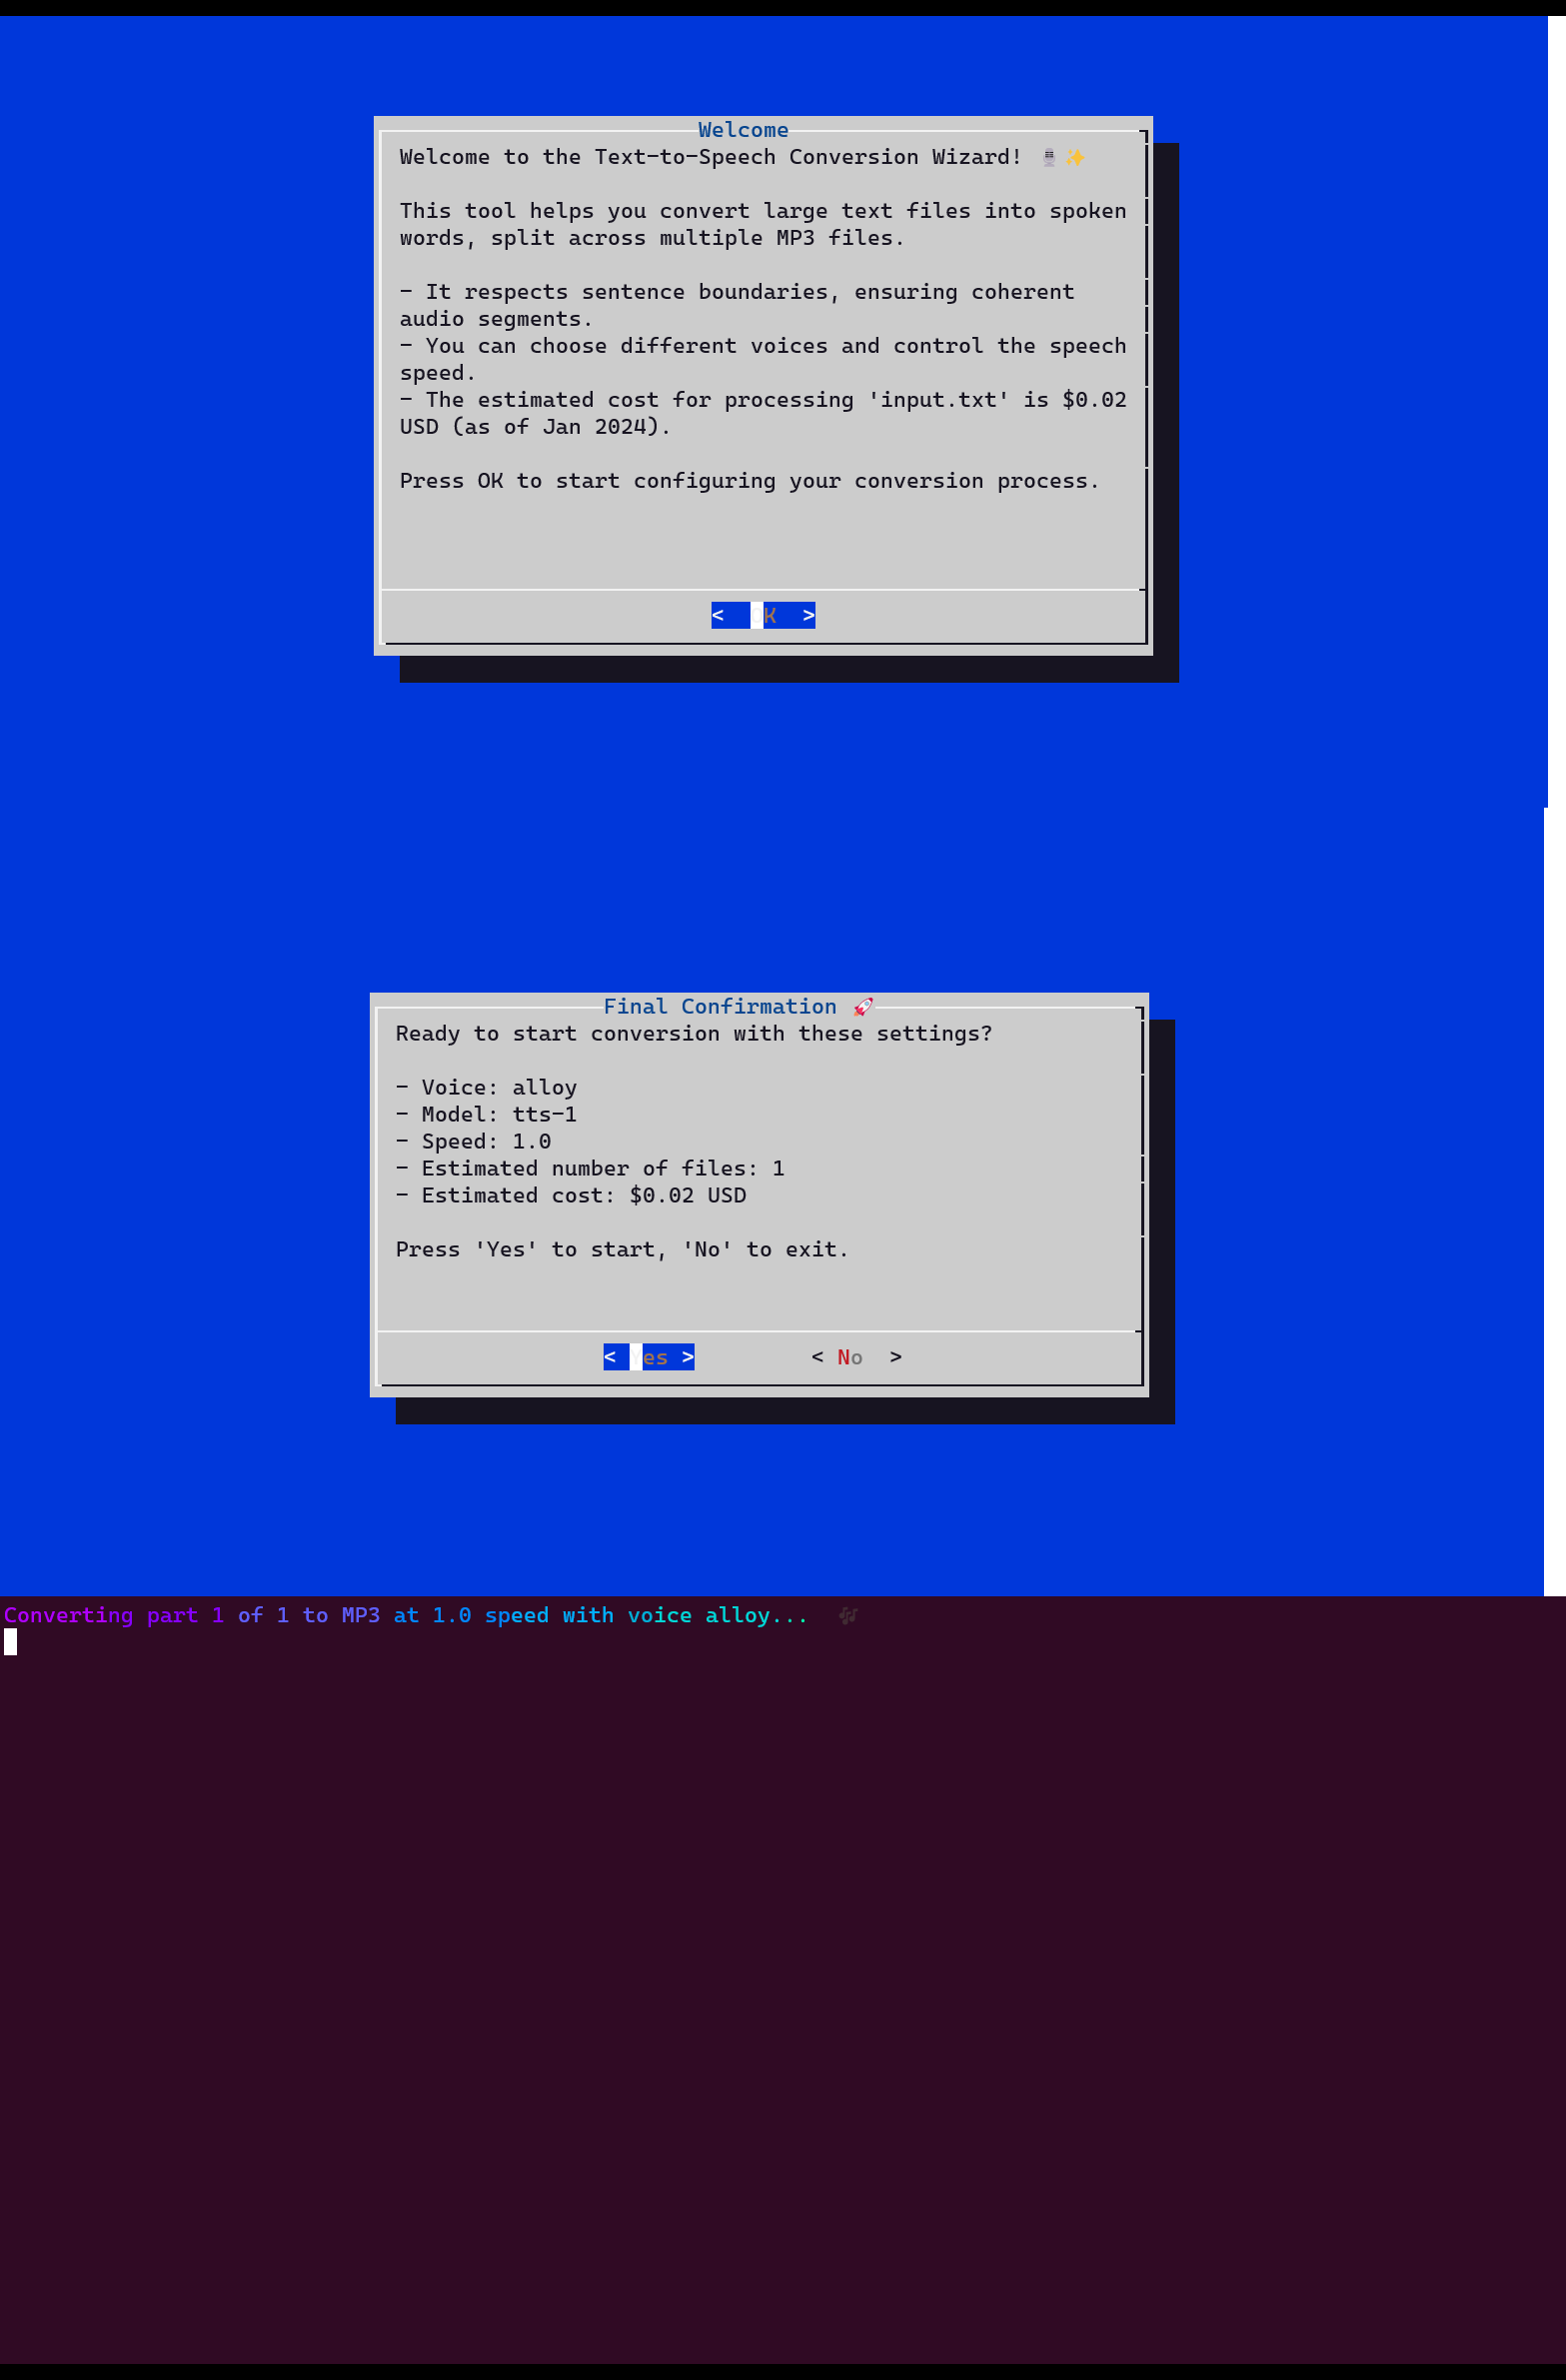 Welcome
Welcome to the Text-to-Speech Conversion Wizard! 🎙️✨
This tool helps you convert large text files into spoken
words, split across multiple MP3 files.
- It respects sentence boundaries, ensuring coherent
audio segments.
- You can choose different voices and control the speech
speed.
- The estimated cost for processing 'input.txt' is $0.02
USD (as of Jan 2024).
Press OK to start configuring your conversion process.
< OK >
Final Confirmation 🚀
Ready to start conversion with these settings?
- Voice: alloy
- Model: tts-1
- Speed: 1.0
- Estimated number of files: 1
- Estimated cost: $0.02 USD
Press 'Yes' to start, 'No' to exit.
< Yes > < No >
Converting part 1 of 1 to MP3 at 1.0 speed with voice alloy... 🎶